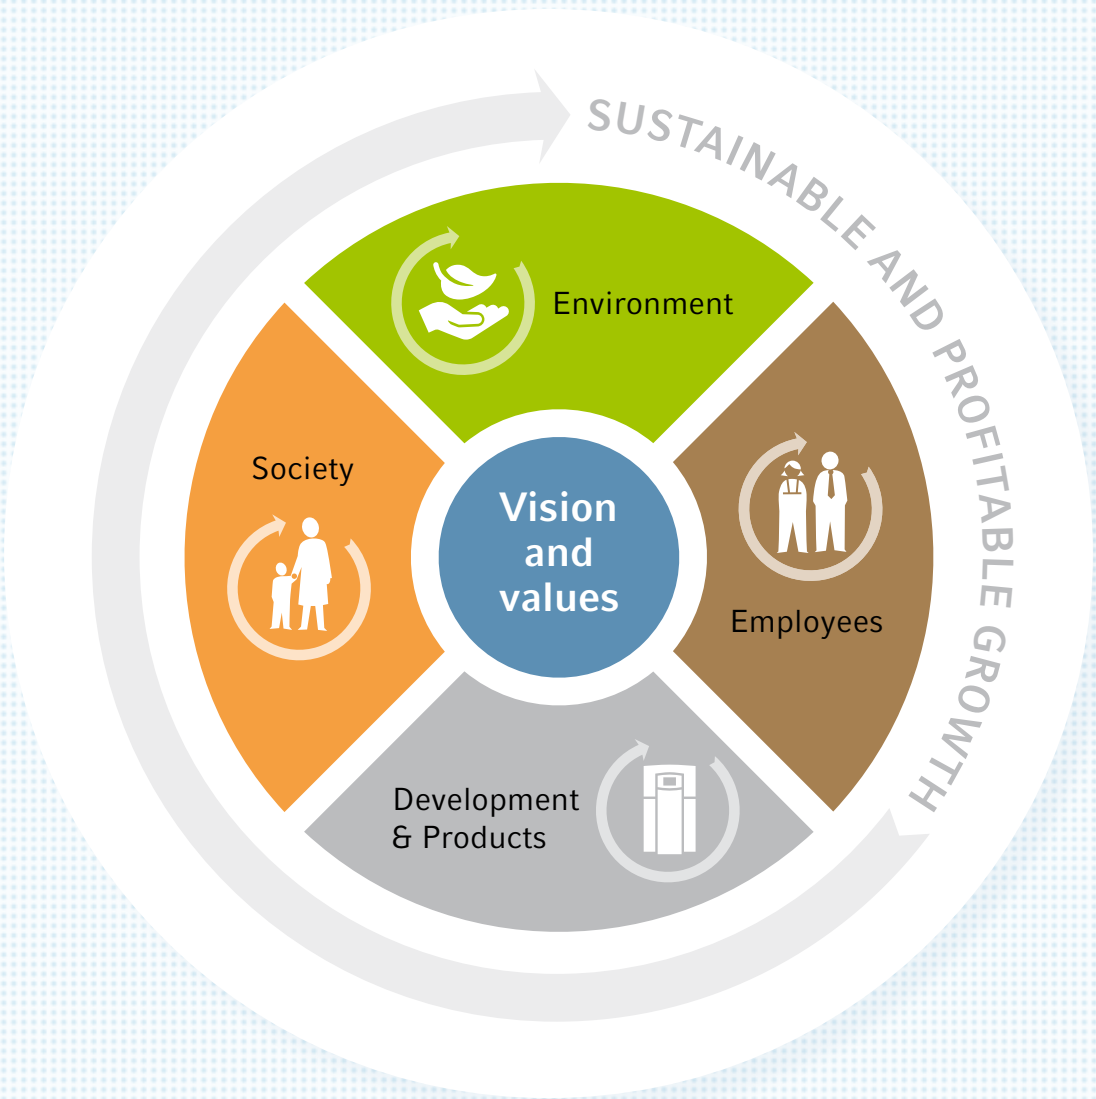 SUSTAINABLE AND PROFITABLE GROWTH
Environment
Society
Vision
and
values
Employees
Development
& Products